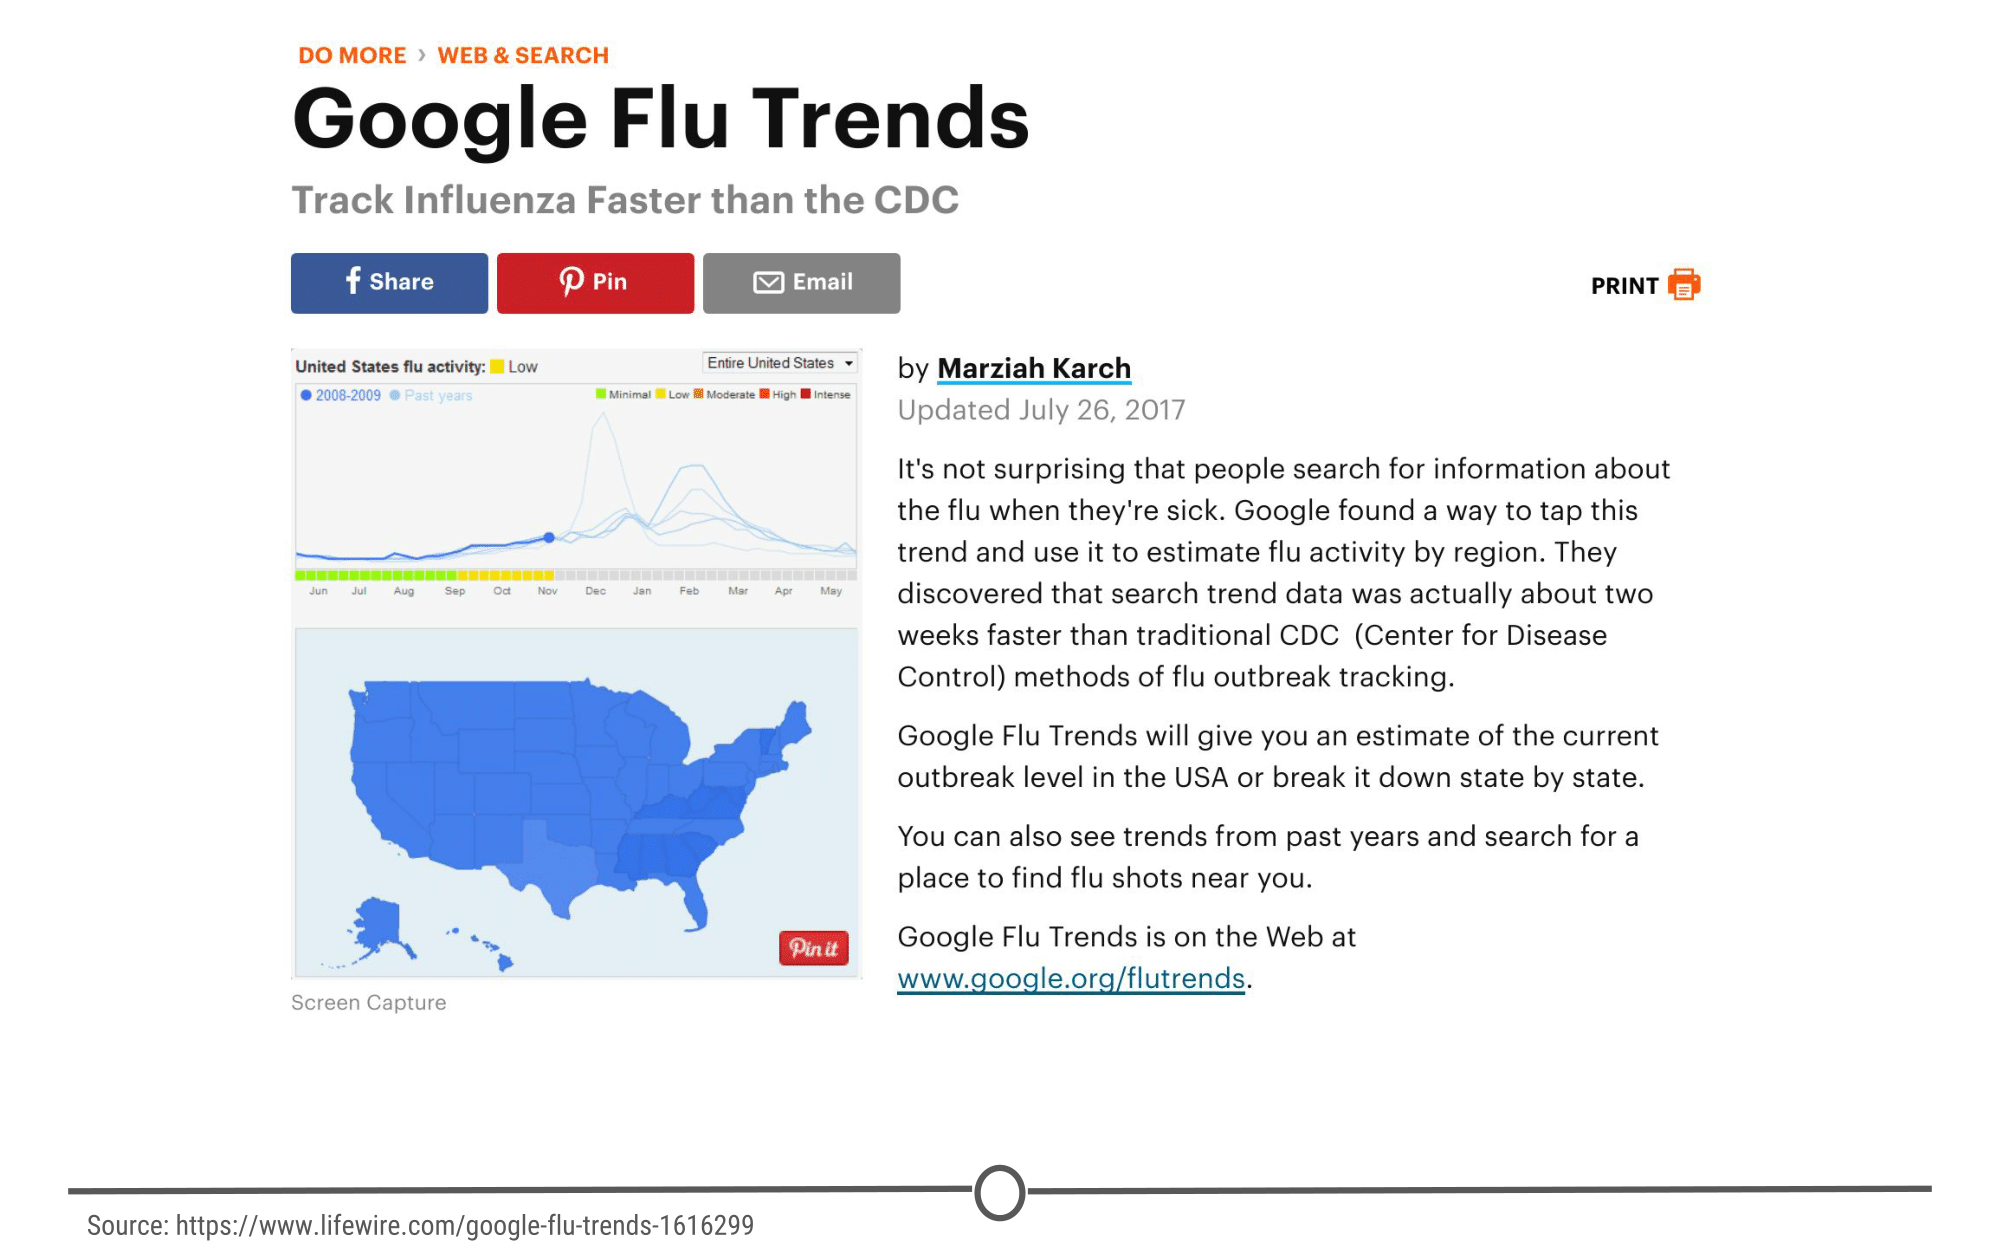 DO MORE › WEB & SEARCH
Google Flu Trends
Track Influenza Faster than the CDC
Share
Pin
Email
PRINT
United States flu activity: Low
Entire United States
2008-2009 Past years
Minimal Low Moderate High Intense
Jun Jul Aug Sep Oct Nov Dec Jan Feb Mar Apr May
Pin it
Screen Capture
by Marziah Karch
Updated July 26, 2017
It's not surprising that people search for information about
the flu when they're sick. Google found a way to tap this
trend and use it to estimate flu activity by region. They
discovered that search trend data was actually about two
weeks faster than traditional CDC (Center for Disease
Control) methods of flu outbreak tracking.
Google Flu Trends will give you an estimate of the current
outbreak level in the USA or break it down state by state.
You can also see trends from past years and search for a
place to find flu shots near you.
Google Flu Trends is on the Web at
www.google.org/flutrends.
Source: https://www.lifewire.com/google-flu-trends-1616299